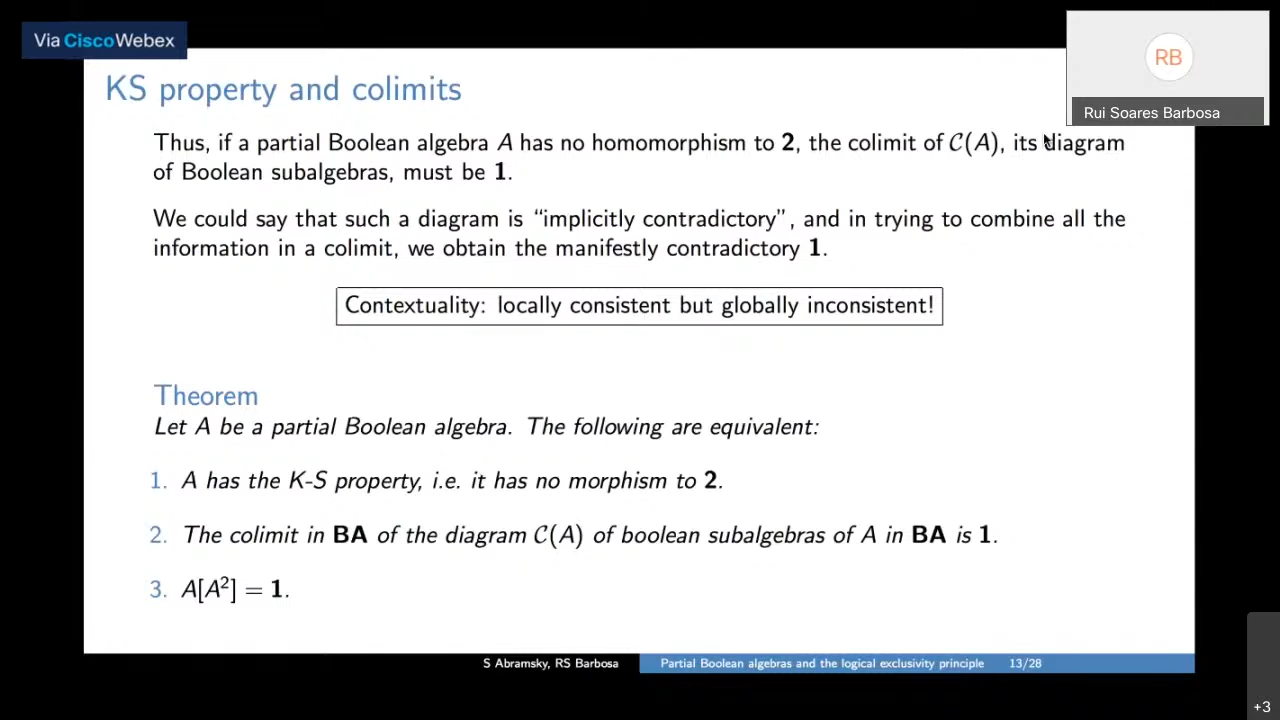 Via CiscoWebex
RB
Rui Soares Barbosa
KS property and colimits
Thus, if a partial Boolean algebra A has no homomorphism to 2, the colimit of C(A), its diagram
of Boolean subalgebras, must be 1.
We could say that such a diagram is “implicitly contradictory”, and in trying to combine all the
information in a colimit, we obtain the manifestly contradictory 1.
Contextuality: locally consistent but globally inconsistent!
Theorem
Let A be a partial Boolean algebra. The following are equivalent:
1. A has the K-S property, i.e. it has no morphism to 2.
2. The colimit in BA of the diagram C(A) of boolean subalgebras of A in BA is 1.
3. A[A²] = 1.
S Abramsky, RS Barbosa Partial Boolean algebras and the logical exclusivity principle 13/28
+3